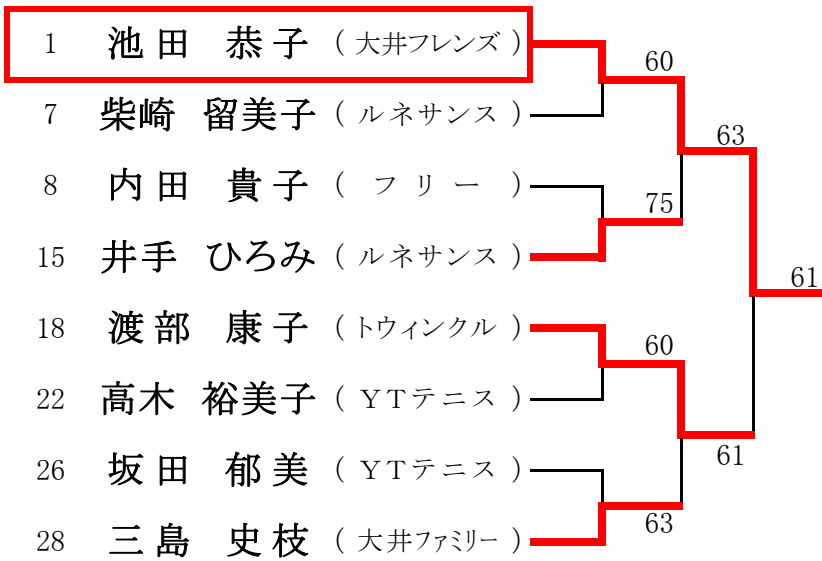 1 池田 恭子 ( 大井フレンズ )
60
7 柴崎 留美子 ( ルネサンス )
63
8 内田 貴子 ( フリー )
75
15 井手 ひろみ ( ルネサンス )
61
18 渡部 康子 ( トウィンクル )
60
22 高木 裕美子 ( YTテニス )
61
26 坂田 郁美 ( YTテニス )
63
28 三島 史枝 ( 大井ファミリー )